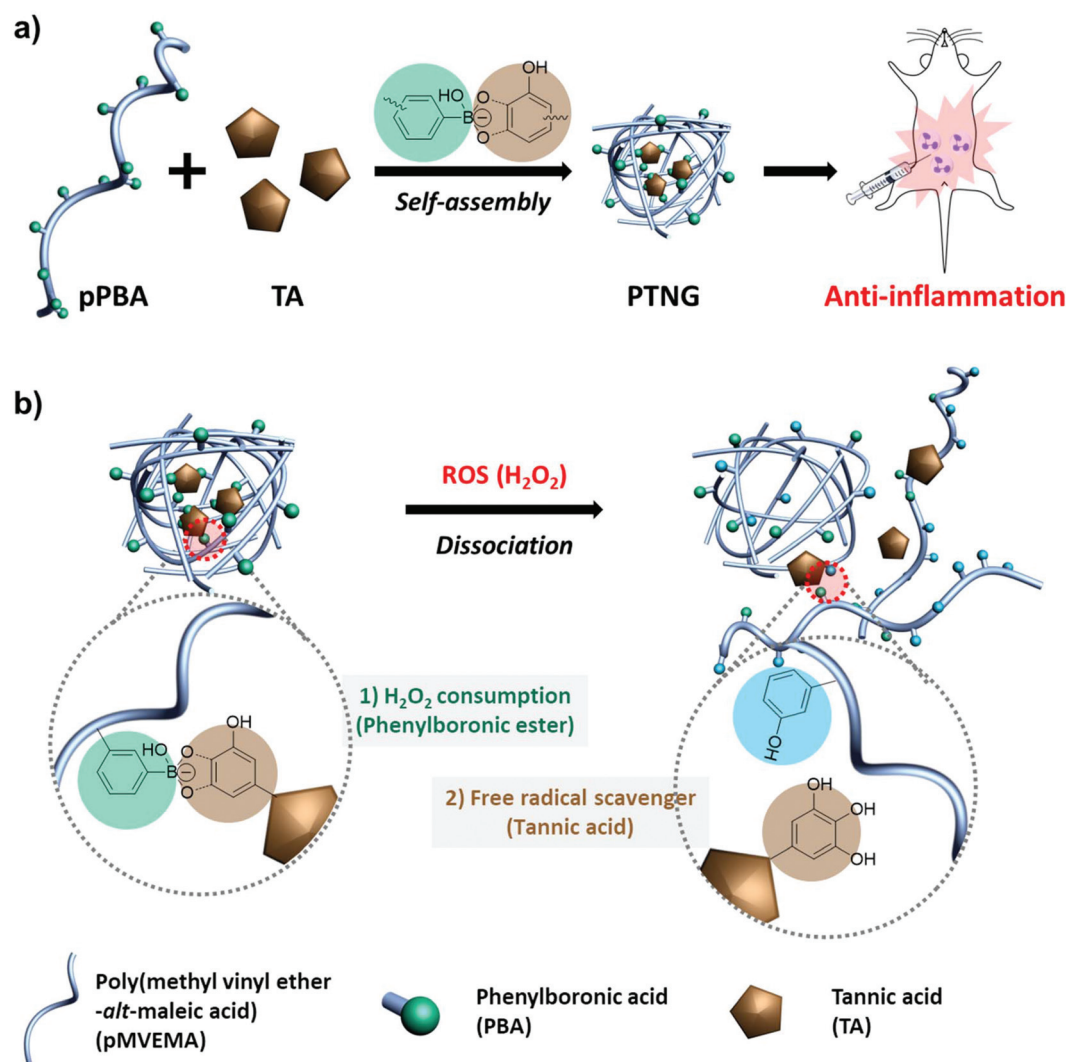 a)
OH
HO
B
O
O
−
+
Self-assembly
pPBA
TA
PTNG
Anti-inflammation
b)
ROS (H₂O₂)
Dissociation
1) H₂O₂ consumption
(Phenylboronic ester)
OH
HO
B
O
O
−
2) Free radical scavenger
(Tannic acid)
HO
OH
OH
OH
Poly(methyl vinyl ether
-alt-maleic acid)
(pMVEMA)
Phenylboronic acid
(PBA)
Tannic acid
(TA)